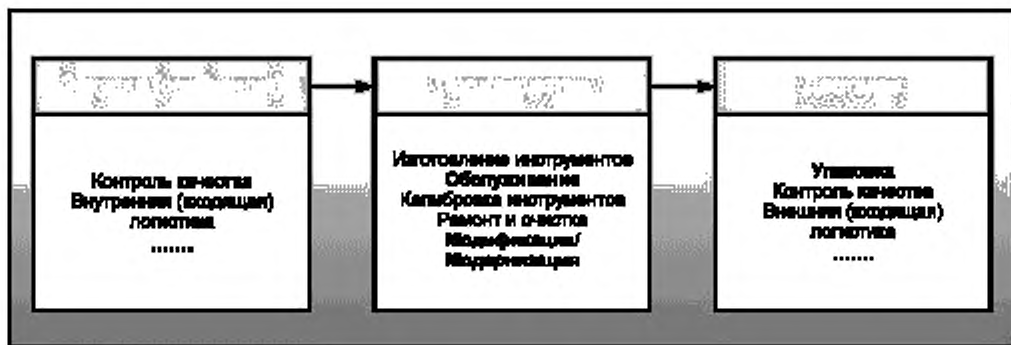 Контроль качества
Внутренняя (входящая)
логистика
.......
Изготовление инструментов
Обслуживание
Калибровка инструментов
Ремонт и очистка
Модификация/
Модернизация
Упаковка
Контроль качества
Внешняя (входящая)
логистика
.......